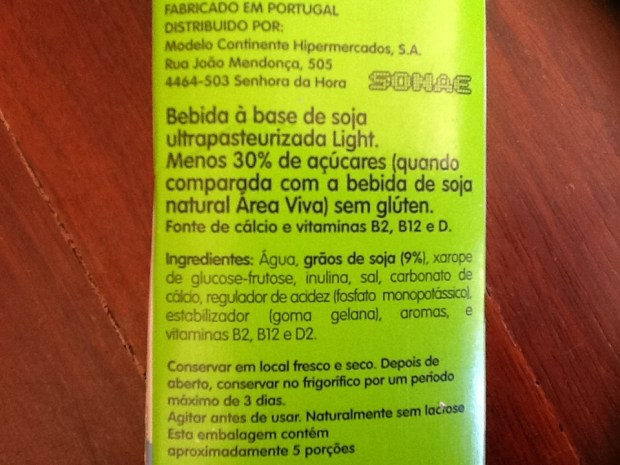 FABRICADO EM PORTUGAL
DISTRIBUIDO POR:
Modelo Continente Hipermercados, S.A.
Rua João Mendonça, 505
4464-503 Senhora da Hora SONAE
Bebida à base de soja
ultrapasteurizada Light.
Menos 30% de açúcares (quando
comparada com a bebida de soja
natural Área Viva) sem glúten.
Fonte de cálcio e vitaminas B2, B12 e D.
Ingredientes: Água, grãos de soja (9%), xarope
de glucose-frutose, inulina, sal, carbonato de
cálcio, regulador de acidez (fosfato monopotássico),
estabilizador (goma gelana), aromas, e
vitaminas B2, B12 e D2.
Conservar em local fresco e seco. Depois de
aberto, conservar no frigorífico por um período
máximo de 3 dias.
Agitar antes de usar. Naturalmente sem lactose
Esta embalagem contém
aproximadamente 5 porções